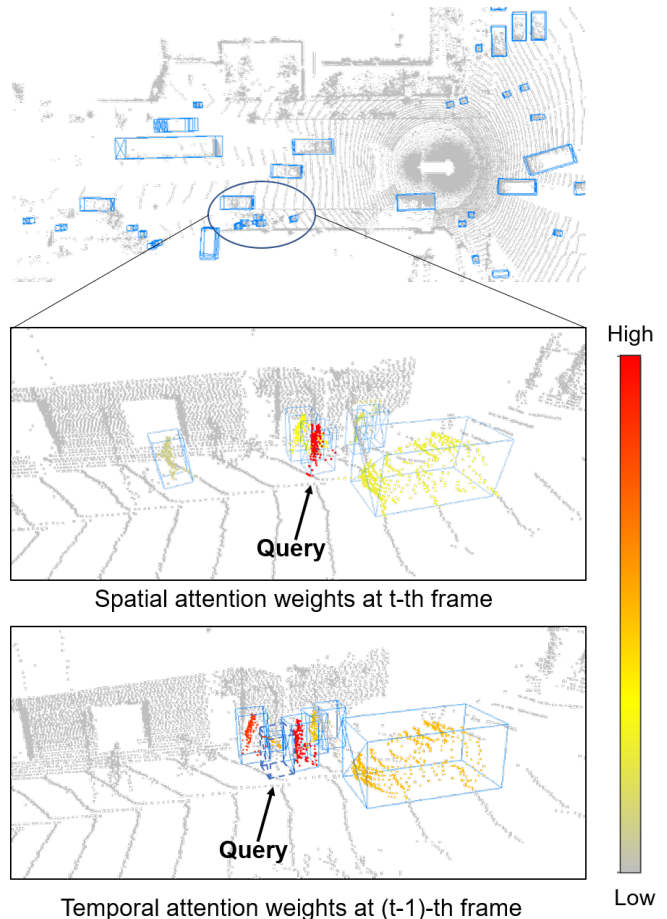 High
Query
Spatial attention weights at t-th frame
Query
Low
Temporal attention weights at (t-1)-th frame